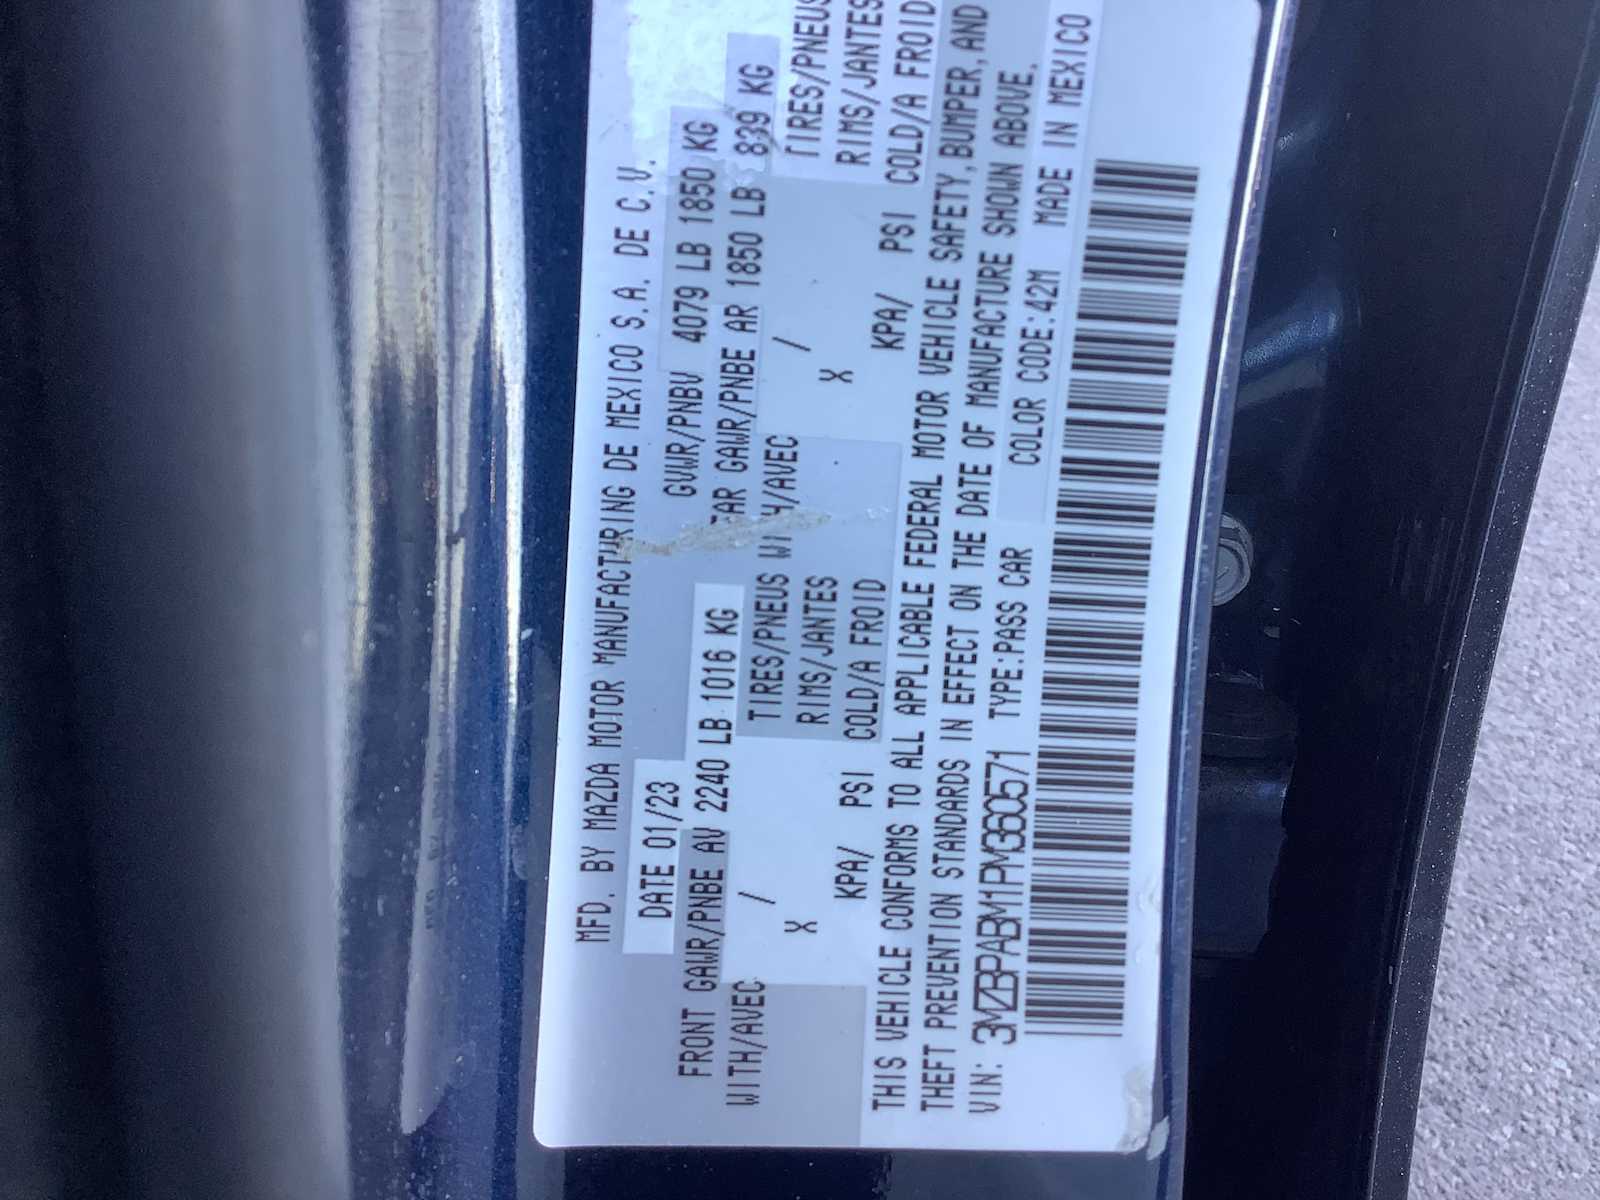 MFD. BY MAZDA MOTOR MANUFACTURING DE MEXICO S.A. DE C.V.
DATE 01/23 GVWR/PNBV 4079 LB 1850 KG
FRONT GAWR/PNBE AV 2240 LB 1016 KG GAWR/PNBE AR 1850 LB 839 KG
WITH/AVEC TIRES/PNEUS WITH/AVEC TIRES/PNEUS
X / RIMS/JANTES X / RIMS/JANTES
KPA/ PSI COLD/A FROID KPA/ PSI COLD/A FROID
THIS VEHICLE CONFORMS TO ALL APPLICABLE FEDERAL MOTOR VEHICLE SAFETY, BUMPER, AND
THEFT PREVENTION STANDARDS IN EFFECT ON THE DATE OF MANUFACTURE SHOWN ABOVE.
VIN: 3MZBPABM1PM360571 TYPE:PASS CAR COLOR CODE:42M MADE IN MEXICO